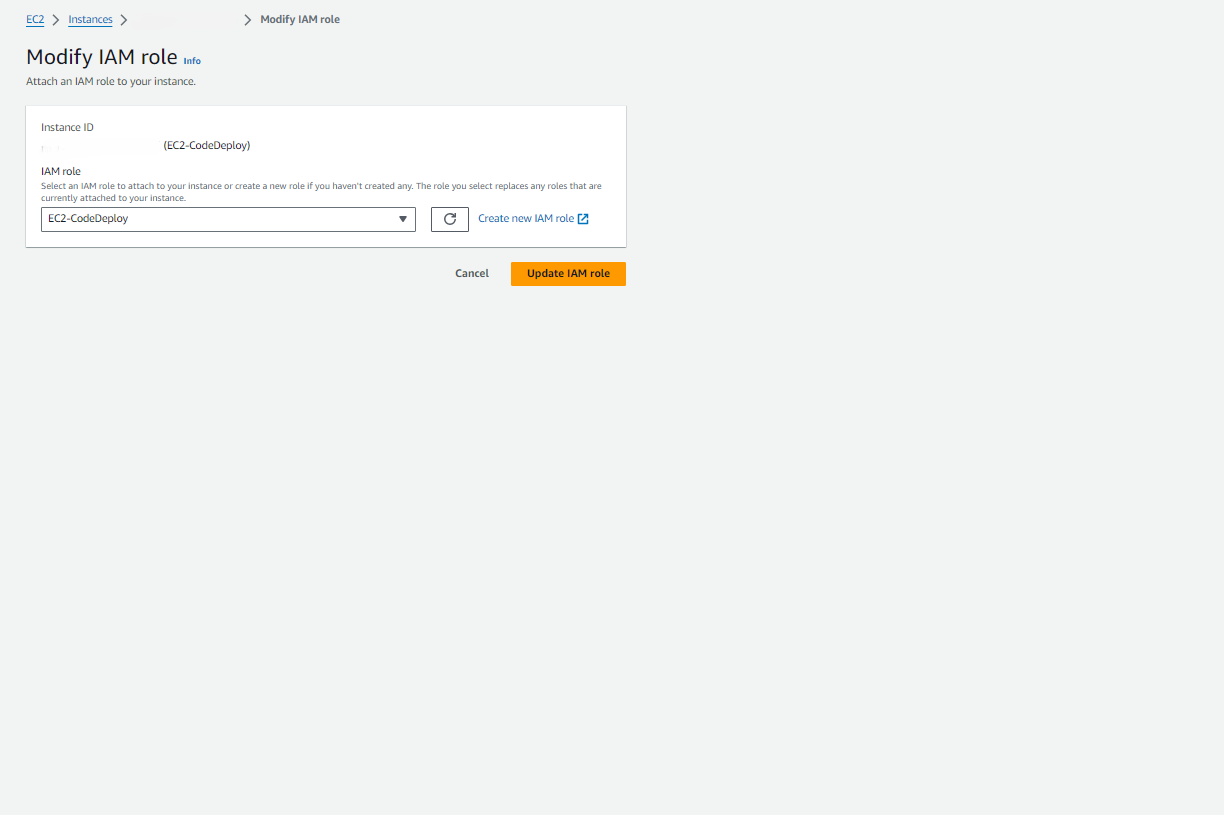 EC2 > Instances > > Modify IAM role
Modify IAM role Info
Attach an IAM role to your instance.
Instance ID
(EC2-CodeDeploy)
IAM role
Select an IAM role to attach to your instance or create a new role if you haven't created any. The role you select replaces any roles that are
currently attached to your instance.
EC2-CodeDeploy
Create new IAM role
Cancel
Update IAM role